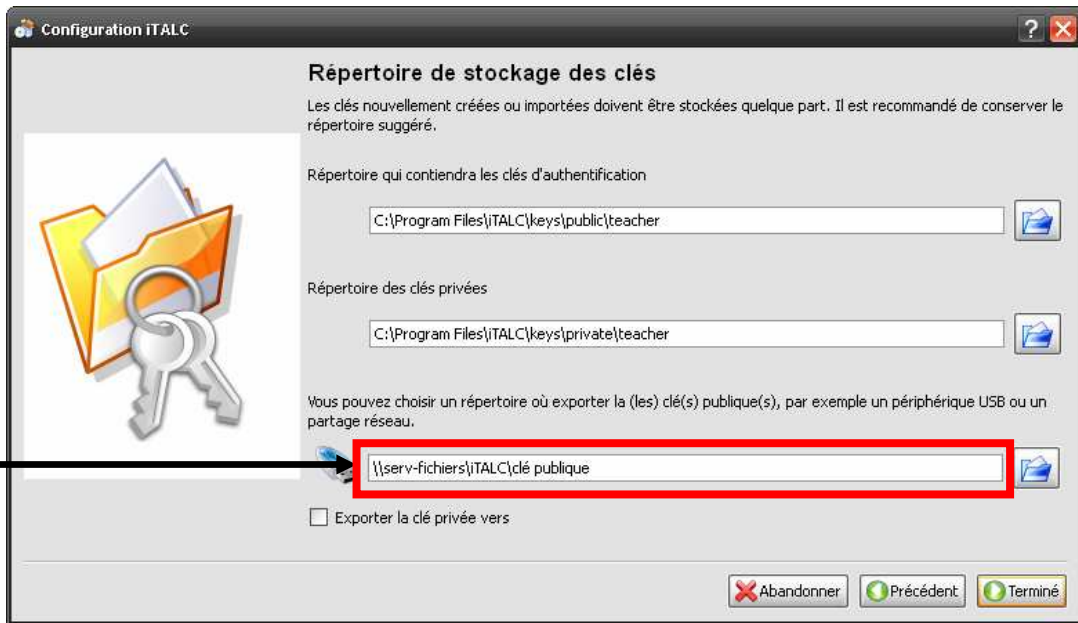 Configuration iTALC
Répertoire de stockage des clés
Les clés nouvellement créées ou importées doivent être stockées quelque part. Il est recommandé de conserver le
répertoire suggéré.
Répertoire qui contiendra les clés d'authentification
C:\Program Files\iTALC\keys\public\teacher
Répertoire des clés privées
C:\Program Files\iTALC\keys\private\teacher
Vous pouvez choisir un répertoire où exporter la (les) clé(s) publique(s), par exemple un périphérique USB ou un
partage réseau.
\\serv-fichiers\iTALC\clé publique
Exporter la clé privée vers
Abandonner Précédent Terminé